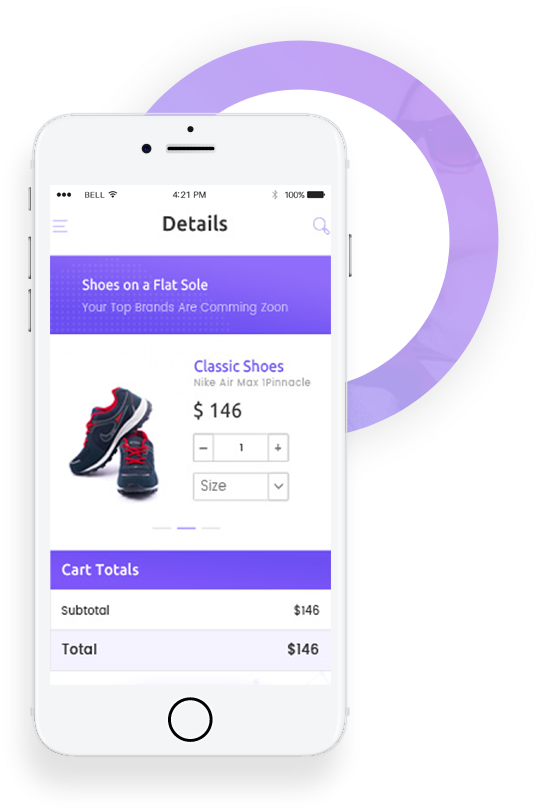 BELL 4:21 PM 100%
Details
Shoes on a Flat Sole
Your Top Brands Are Comming Zoon
Classic Shoes
Nike Air Max 1Pinnacle
$ 146
− 1 +
Size
Cart Totals
Subtotal $146
Total $146